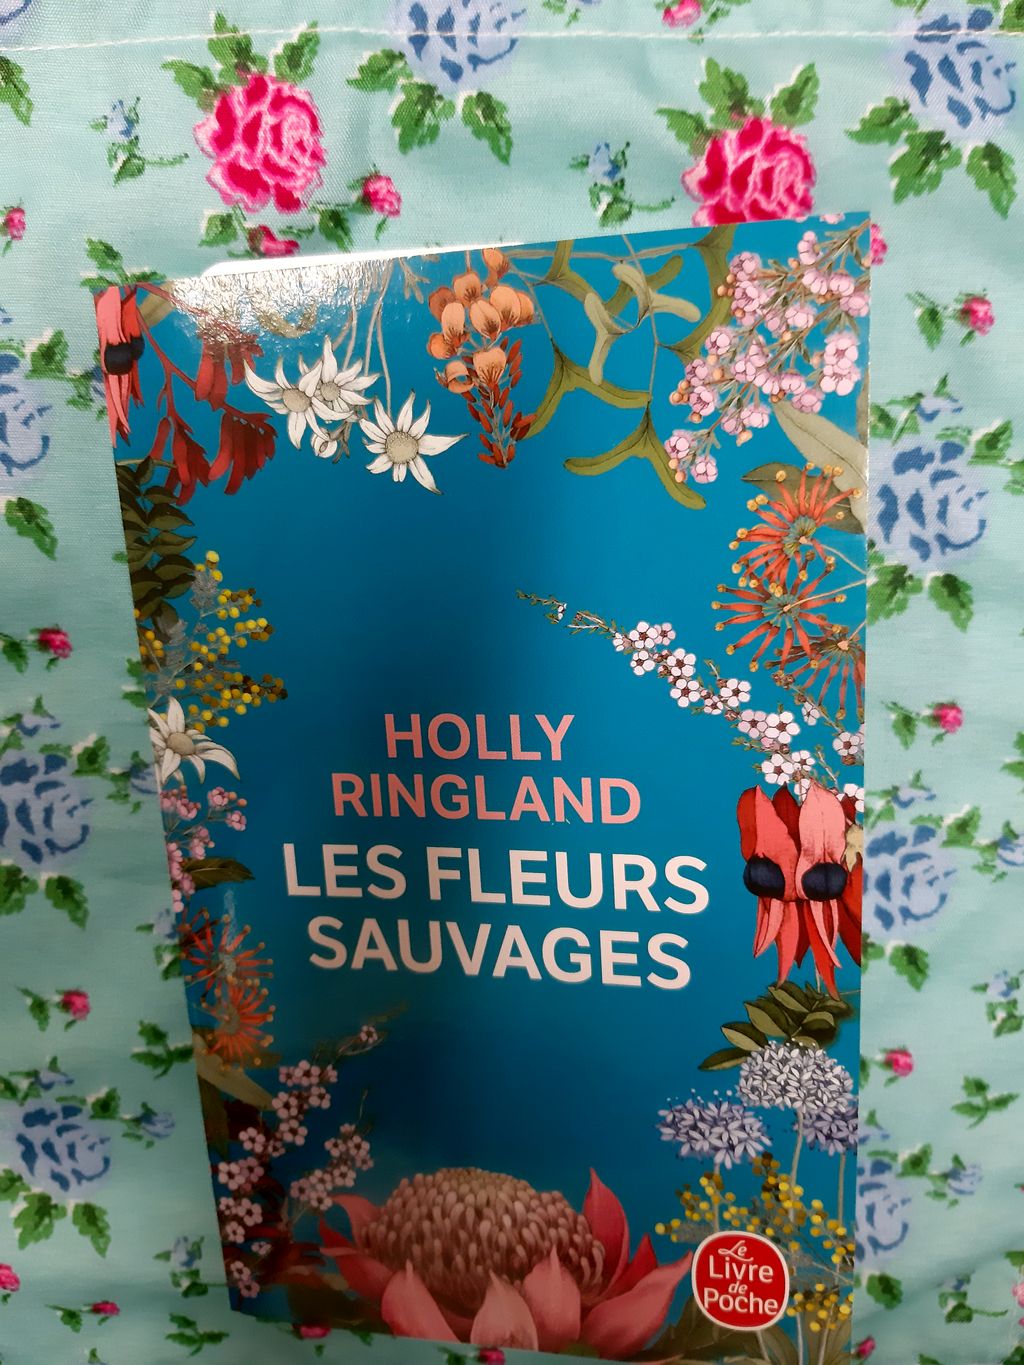 HOLLY
RINGLAND
LES FLEURS
SAUVAGES
Le
Livre
de
Poche